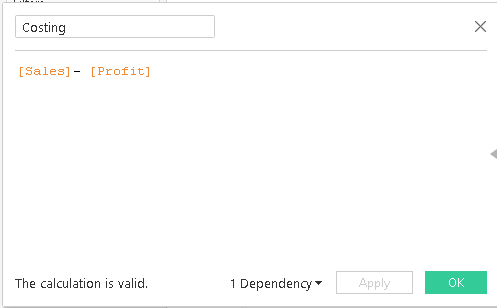 Costing
[Sales]- [Profit]
The calculation is valid.
1 Dependency
Apply
OK